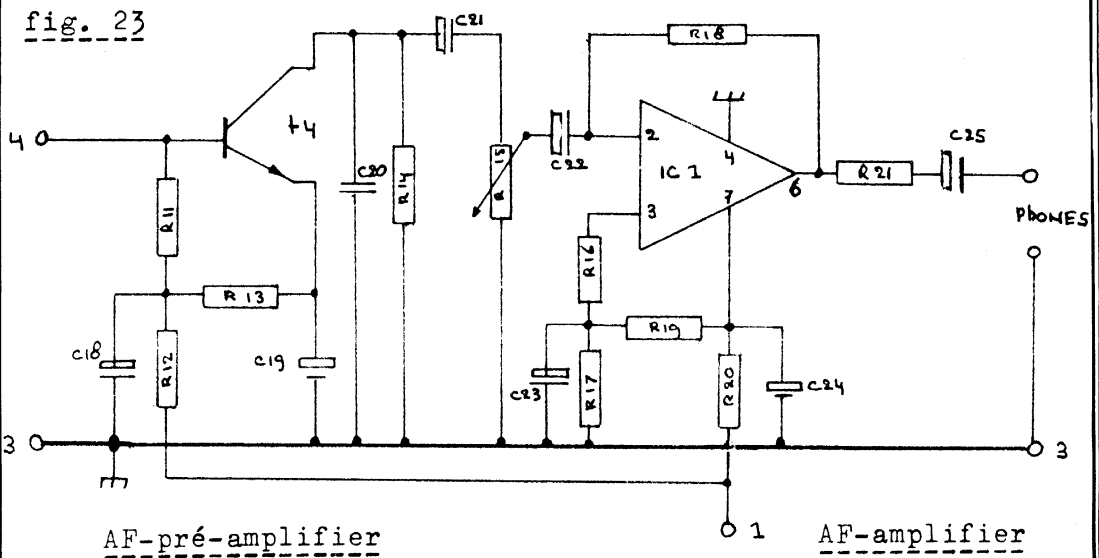 fig. 23
C21
R18
4
t4
C20
R14
R15
C22
2
IC 1
4
6
7
3
R21
C25
PhONES
R11
R13
R16
C18
R12
C19
R19
C23
R17
R20
C24
3
3
1
AF-pré-amplifier
AF-amplifier